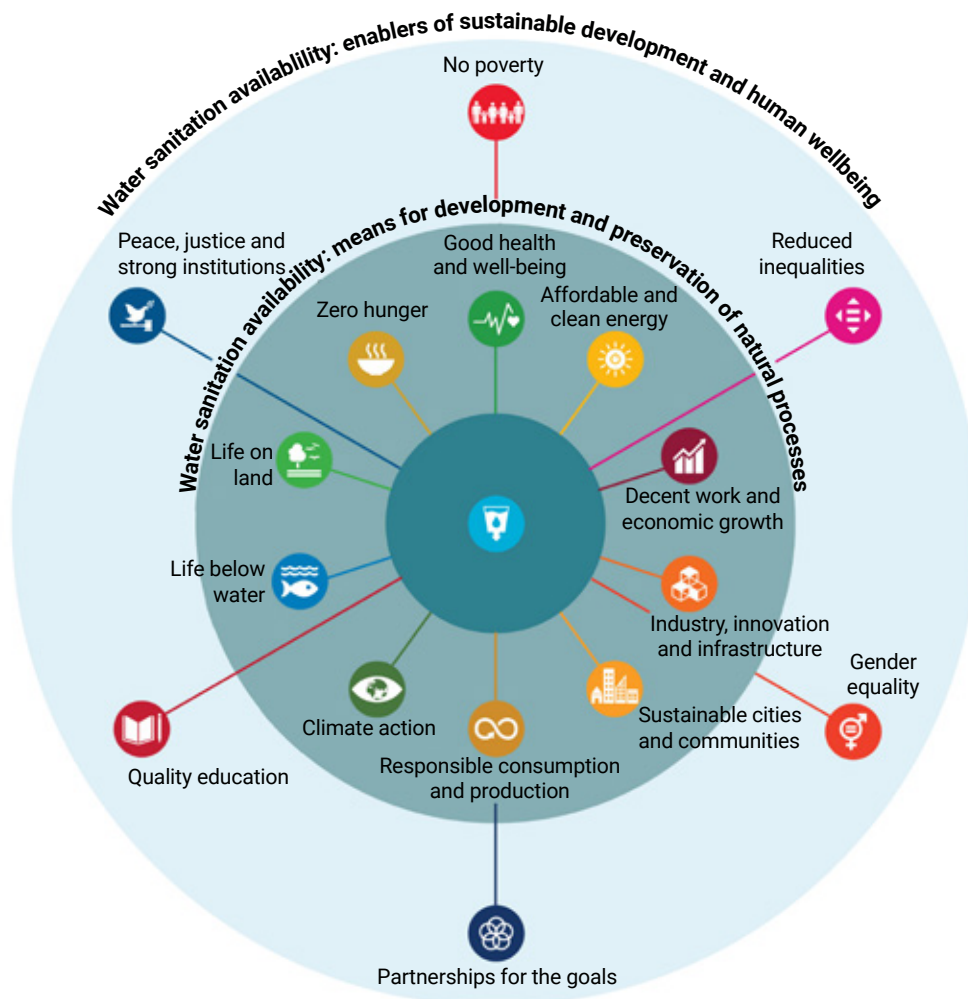 Water sanitation availablility: enablers of sustainable development and human wellbeing
No poverty
Water sanitation availability: means for development and preservation of natural processes
Peace, justice and
strong institutions
Good health
and well-being
Reduced
inequalities
Zero hunger
Affordable and
clean energy
Life on
land
Decent work and
economic growth
Life below
water
Industry, innovation
and infrastructure
Gender
equality
Climate action
Sustainable cities
and communities
Quality education
Responsible consumption
and production
Partnerships for the goals